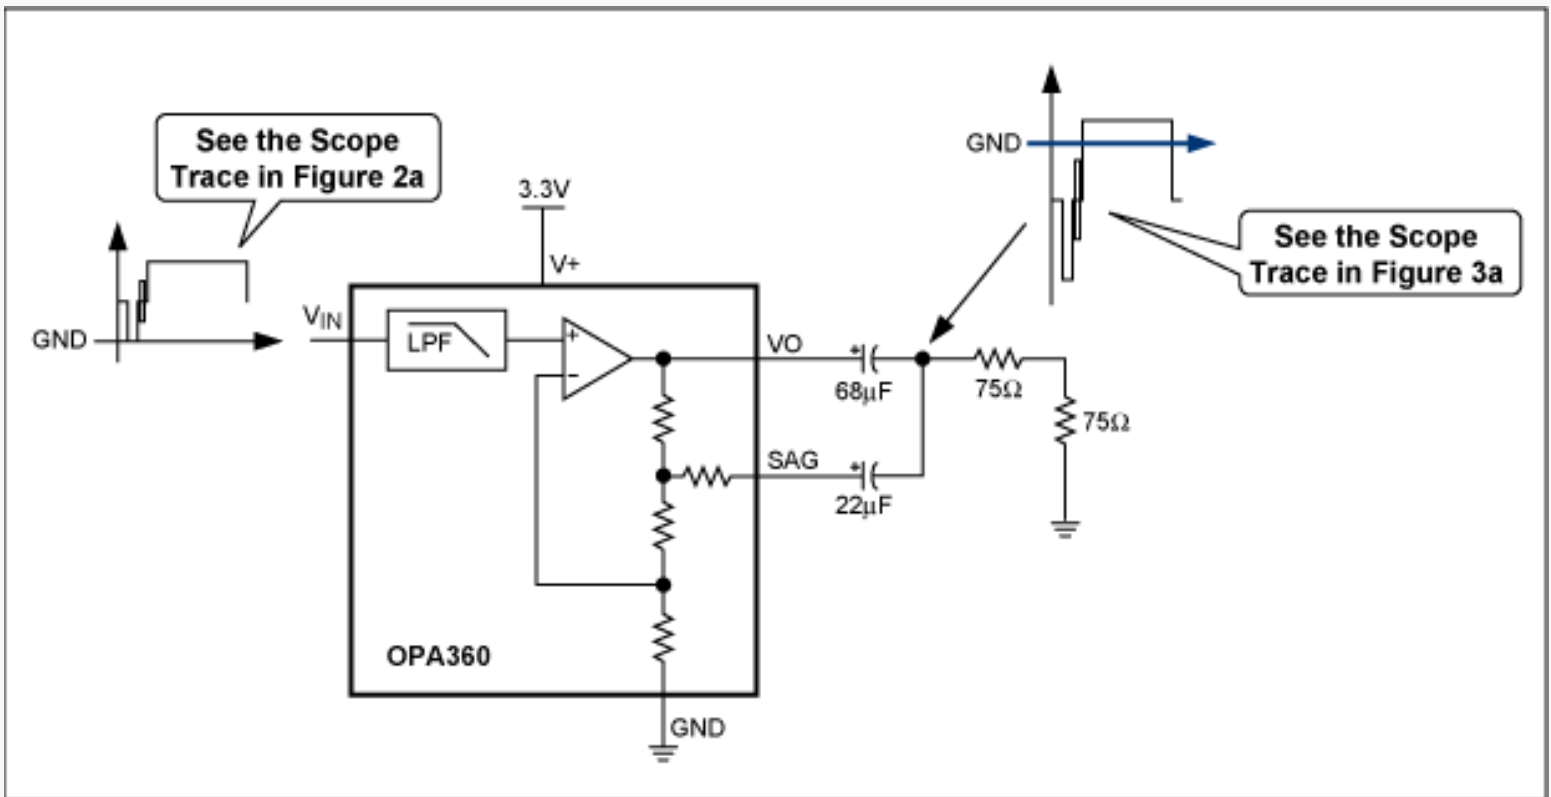 See the Scope
Trace in Figure 2a
GND
See the Scope
Trace in Figure 3a
3.3V
V+
GND
VIN
LPF
+
−
VO
+
68µF
75Ω
75Ω
SAG
+
22µF
OPA360
GND